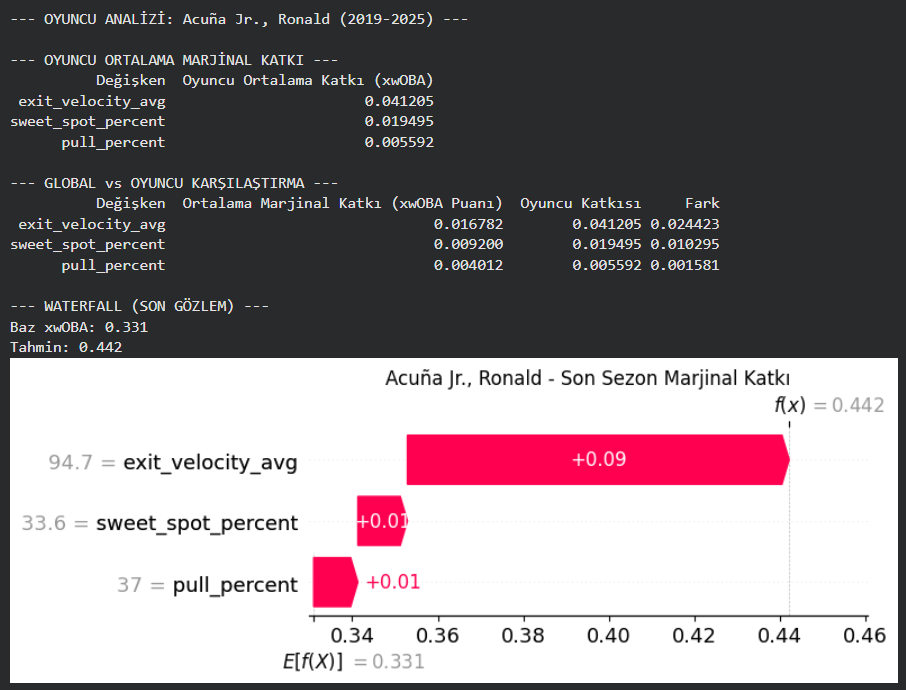 --- OYUNCU ANALİZİ: Acuña Jr., Ronald (2019-2025) ---
--- OYUNCU ORTALAMA MARJİNAL KATKI ---
Değişken Oyuncu Ortalama Katkı (xwOBA)
exit_velocity_avg 0.041205
sweet_spot_percent 0.019495
pull_percent 0.005592
--- GLOBAL vs OYUNCU KARŞILAŞTIRMA ---
Değişken Ortalama Marjinal Katkı (xwOBA Puanı) Oyuncu Katkısı Fark
exit_velocity_avg 0.016782 0.041205 0.024423
sweet_spot_percent 0.009200 0.019495 0.010295
pull_percent 0.004012 0.005592 0.001581
--- WATERFALL (SON GÖZLEM) ---
Baz xwOBA: 0.331
Tahmin: 0.442
Acuña Jr., Ronald - Son Sezon Marjinal Katkı
f(x) = 0.442
94.7 = exit_velocity_avg +0.09
33.6 = sweet_spot_percent +0.01
37 = pull_percent +0.01
0.34 0.36 0.38 0.40 0.42 0.44 0.46
E[f(X)] = 0.331